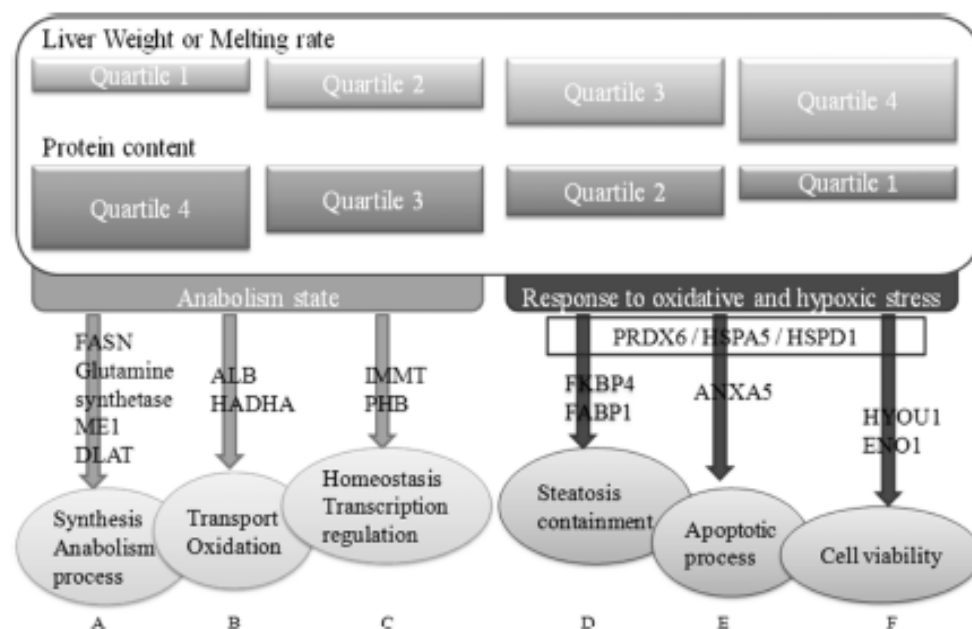 Liver Weight or Melting rate
Quartile 1
Quartile 2
Quartile 3
Quartile 4
Protein content
Quartile 4
Quartile 3
Quartile 2
Quartile 1
Anabolism state
Response to oxidative and hypoxic stress
PRDX6 / HSPA5 / HSPD1
FASN
Glutamine
synthetase
ME1
DLAT
ALB
HADHA
IMMT
PHB
FKBP4
FABP1
ANXA5
HYOU1
ENO1
Synthesis
Anabolism
process
Transport
Oxidation
Homeostasis
Transcription
regulation
Steatosis
containment
Apoptotic
process
Cell viability
A
B
C
D
E
F